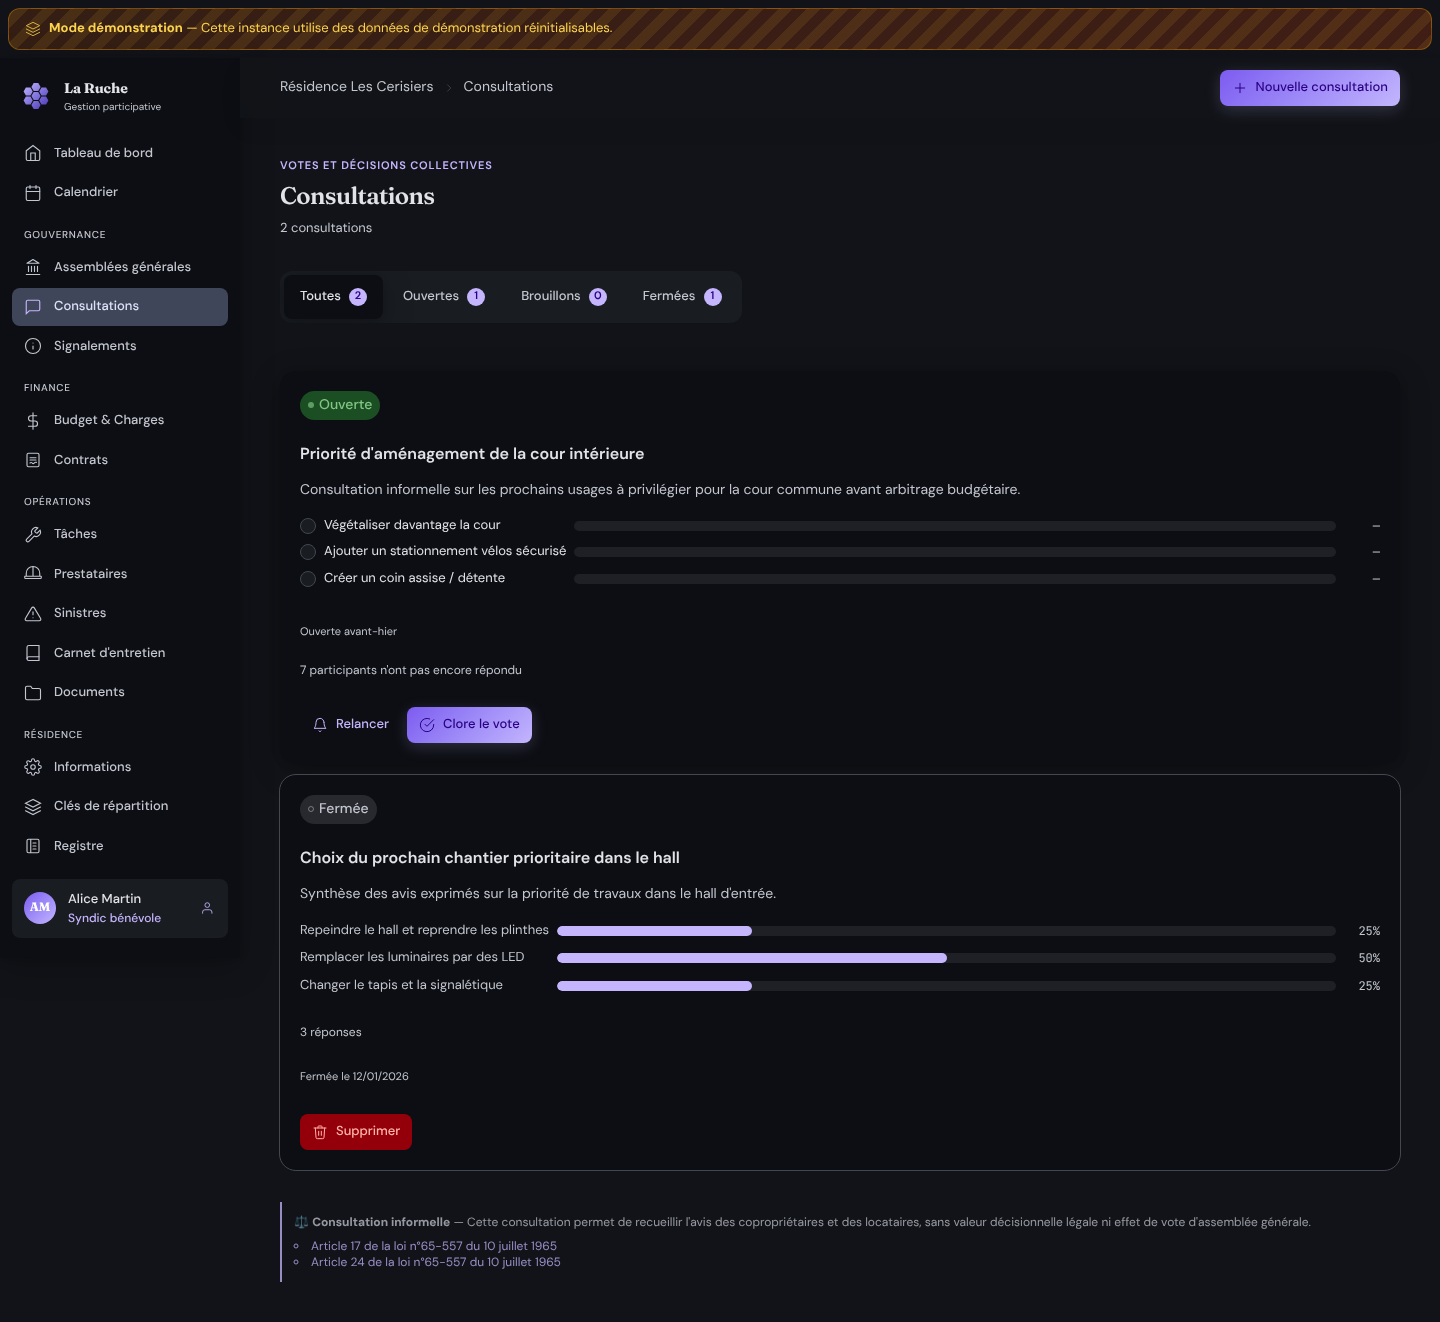 Mode démonstration — Cette instance utilise des données de démonstration réinitialisables.
La Ruche
Gestion participative
Tableau de bord
Calendrier
GOUVERNANCE
Assemblées générales
Consultations
Signalements
FINANCE
Budget & Charges
Contrats
OPÉRATIONS
Tâches
Prestataires
Sinistres
Carnet d'entretien
Documents
RÉSIDENCE
Informations
Clés de répartition
Registre
AM
Alice Martin
Syndic bénévole
Résidence Les Cerisiers > Consultations
Nouvelle consultation
VOTES ET DÉCISIONS COLLECTIVES
Consultations
2 consultations
Toutes 2 Ouvertes 1 Brouillons 0 Fermées 1
Ouverte
Priorité d'aménagement de la cour intérieure
Consultation informelle sur les prochains usages à privilégier pour la cour commune avant arbitrage budgétaire.
Végétaliser davantage la cour —
Ajouter un stationnement vélos sécurisé —
Créer un coin assise / détente —
Ouverte avant-hier
7 participants n'ont pas encore répondu
Relancer Clore le vote
Fermée
Choix du prochain chantier prioritaire dans le hall
Synthèse des avis exprimés sur la priorité de travaux dans le hall d'entrée.
Repeindre le hall et reprendre les plinthes 25%
Remplacer les luminaires par des LED 50%
Changer le tapis et la signalétique 25%
3 réponses
Fermée le 12/01/2026
Supprimer
⚖️ Consultation informelle — Cette consultation permet de recueillir l'avis des copropriétaires et des locataires, sans valeur décisionnelle légale ni effet de vote d'assemblée générale.
Article 17 de la loi n°65-557 du 10 juillet 1965
Article 24 de la loi n°65-557 du 10 juillet 1965